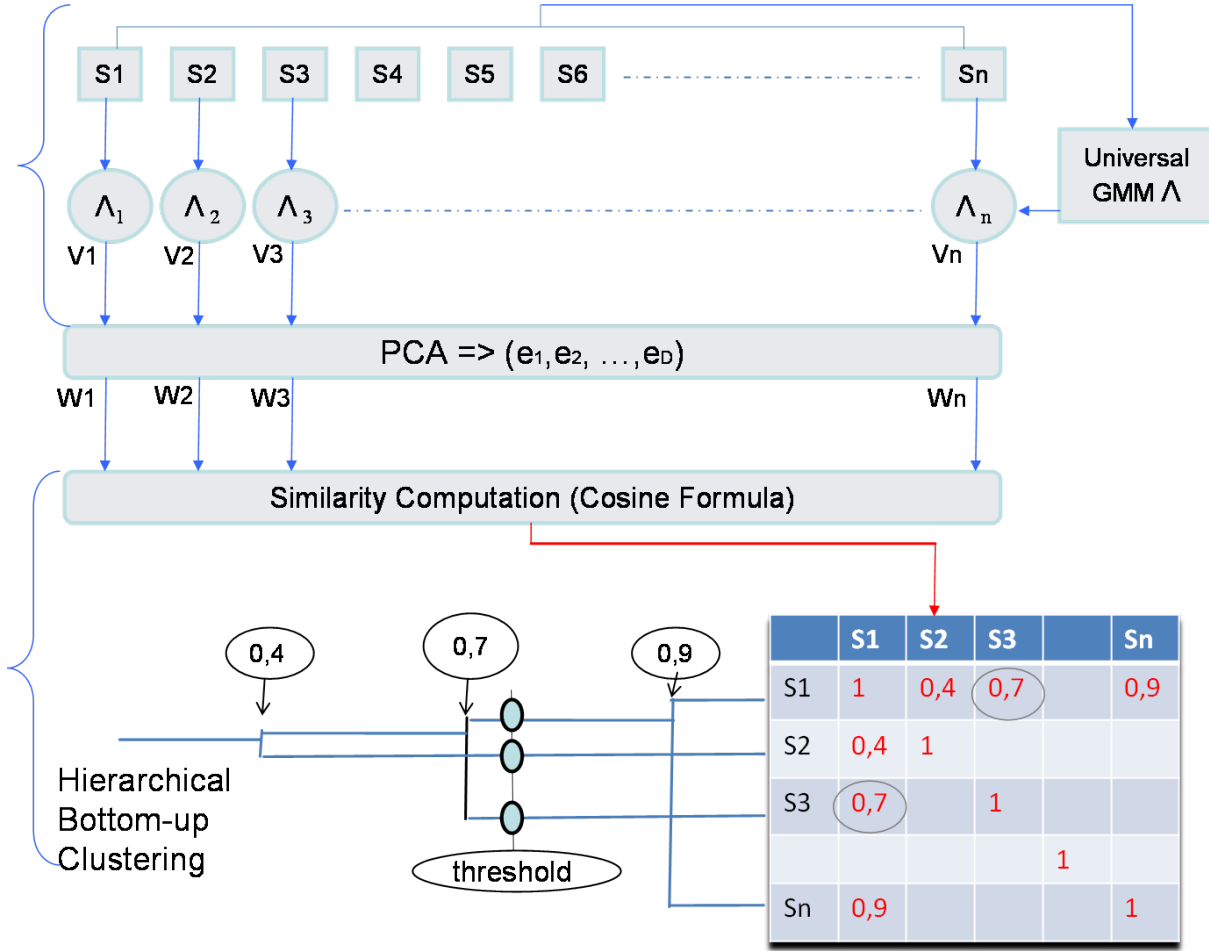 S1 S2 S3 S4 S5 S6 Sn
Universal
GMM Λ
Λ1 Λ2 Λ3 Λn
V1 V2 V3 Vn
PCA => (e1,e2, ...,eD)
W1 W2 W3 Wn
Similarity Computation (Cosine Formula)
0,4 0,7 0,9
Hierarchical
Bottom-up
Clustering
threshold
S1 S2 S3 Sn
S1 1 0,4 0,7 0,9
S2 0,4 1
S3 0,7 1
1
Sn 0,9 1